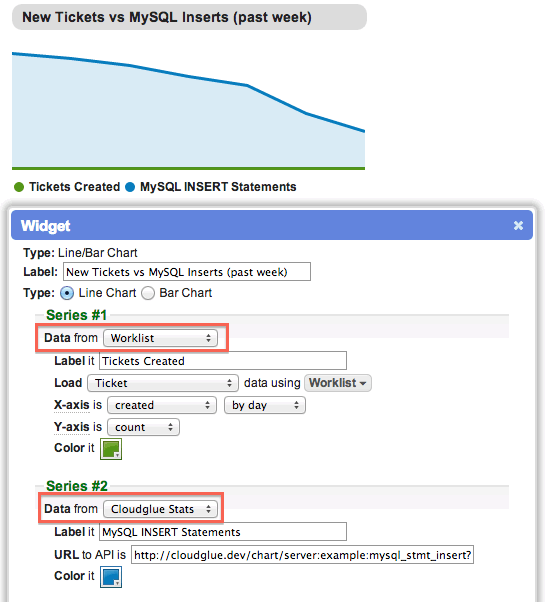 New Tickets vs MySQL Inserts (past week)
Tickets Created MySQL INSERT Statements
Widget
Type: Line/Bar Chart
Label: New Tickets vs MySQL Inserts (past week)
Type: Line Chart Bar Chart
Series #1
Data from Worklist
Label it Tickets Created
Load Ticket data using Worklist
X-axis is created by day
Y-axis is count
Color it
Series #2
Data from Cloudglue Stats
Label it MySQL INSERT Statements
URL to API is http://cloudglue.dev/chart/server:example:mysql_stmt_insert?
Color it